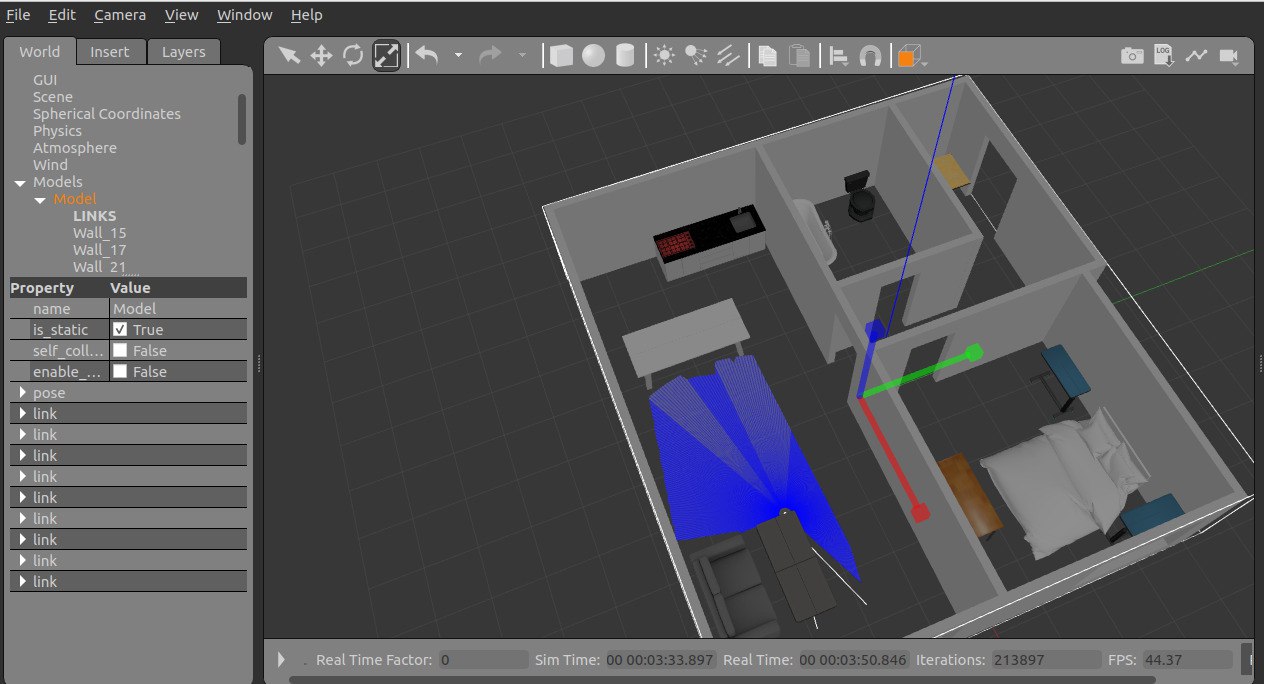 File Edit Camera View Window Help
World Insert Layers
LOG
GUI
Scene
Spherical Coordinates
Physics
Atmosphere
Wind
Models
Model
LINKS
Wall_15
Wall_17
Wall_21
Property Value
name Model
is_static True
self_coll... False
enable_... False
pose
link
link
link
link
link
link
link
link
link
Real Time Factor: 0 Sim Time: 00 00:03:33.897 Real Time: 00 00:03:50.846 Iterations: 213897 FPS: 44.37